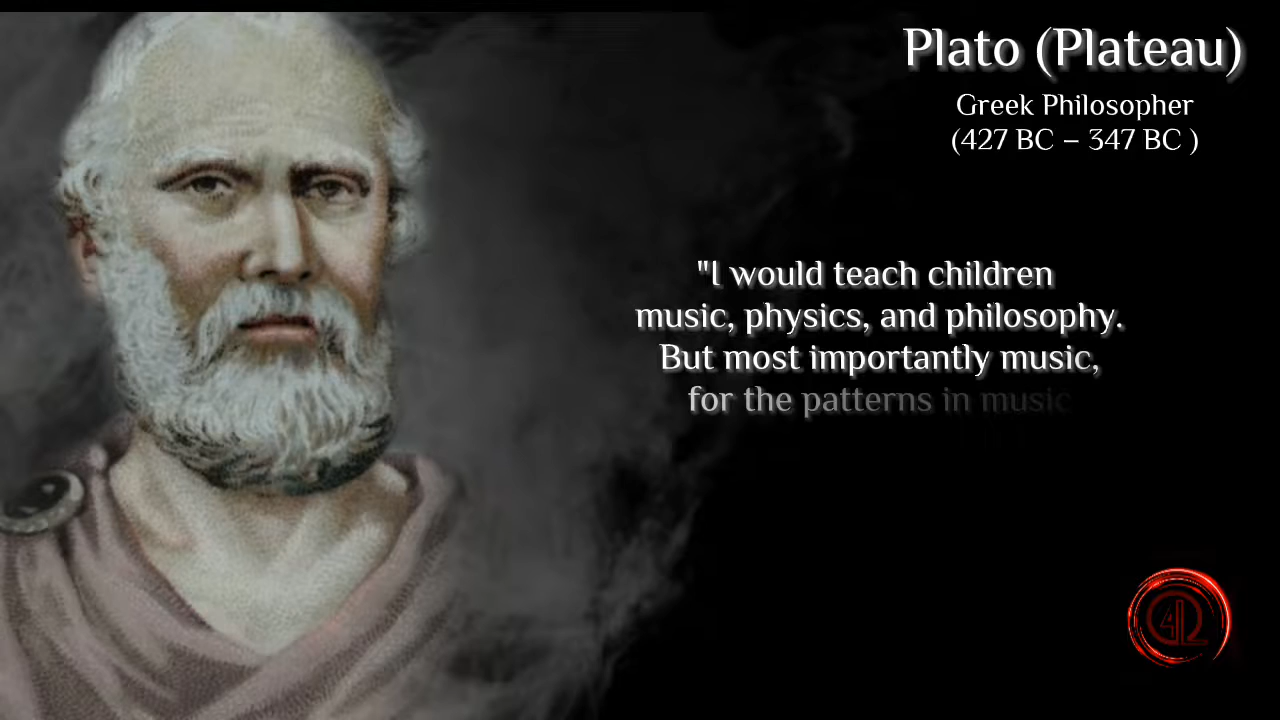 Plato (Plateau)
Greek Philosopher
(427 BC – 347 BC )
"I would teach children
music, physics, and philosophy.
But most importantly music,
for the patterns in music